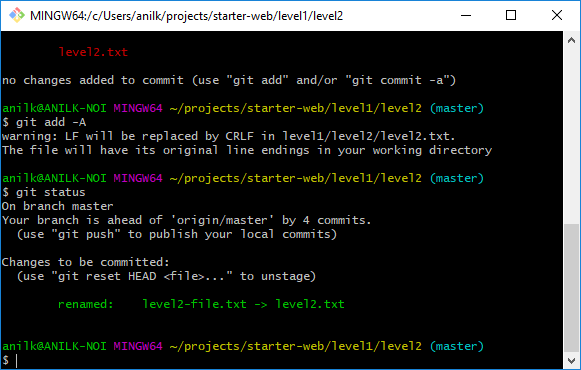 MINGW64:/c/Users/anilk/projects/starter-web/level1/level2
level2.txt
no changes added to commit (use "git add" and/or "git commit -a")
anilk@ANILK-NOI MINGW64 ~/projects/starter-web/level1/level2 (master)
$ git add -A
warning: LF will be replaced by CRLF in level1/level2/level2.txt.
The file will have its original line endings in your working directory
anilk@ANILK-NOI MINGW64 ~/projects/starter-web/level1/level2 (master)
$ git status
On branch master
Your branch is ahead of 'origin/master' by 4 commits.
  (use "git push" to publish your local commits)
Changes to be committed:
  (use "git reset HEAD <file>..." to unstage)
        renamed:    level2-file.txt -> level2.txt
anilk@ANILK-NOI MINGW64 ~/projects/starter-web/level1/level2 (master)
$